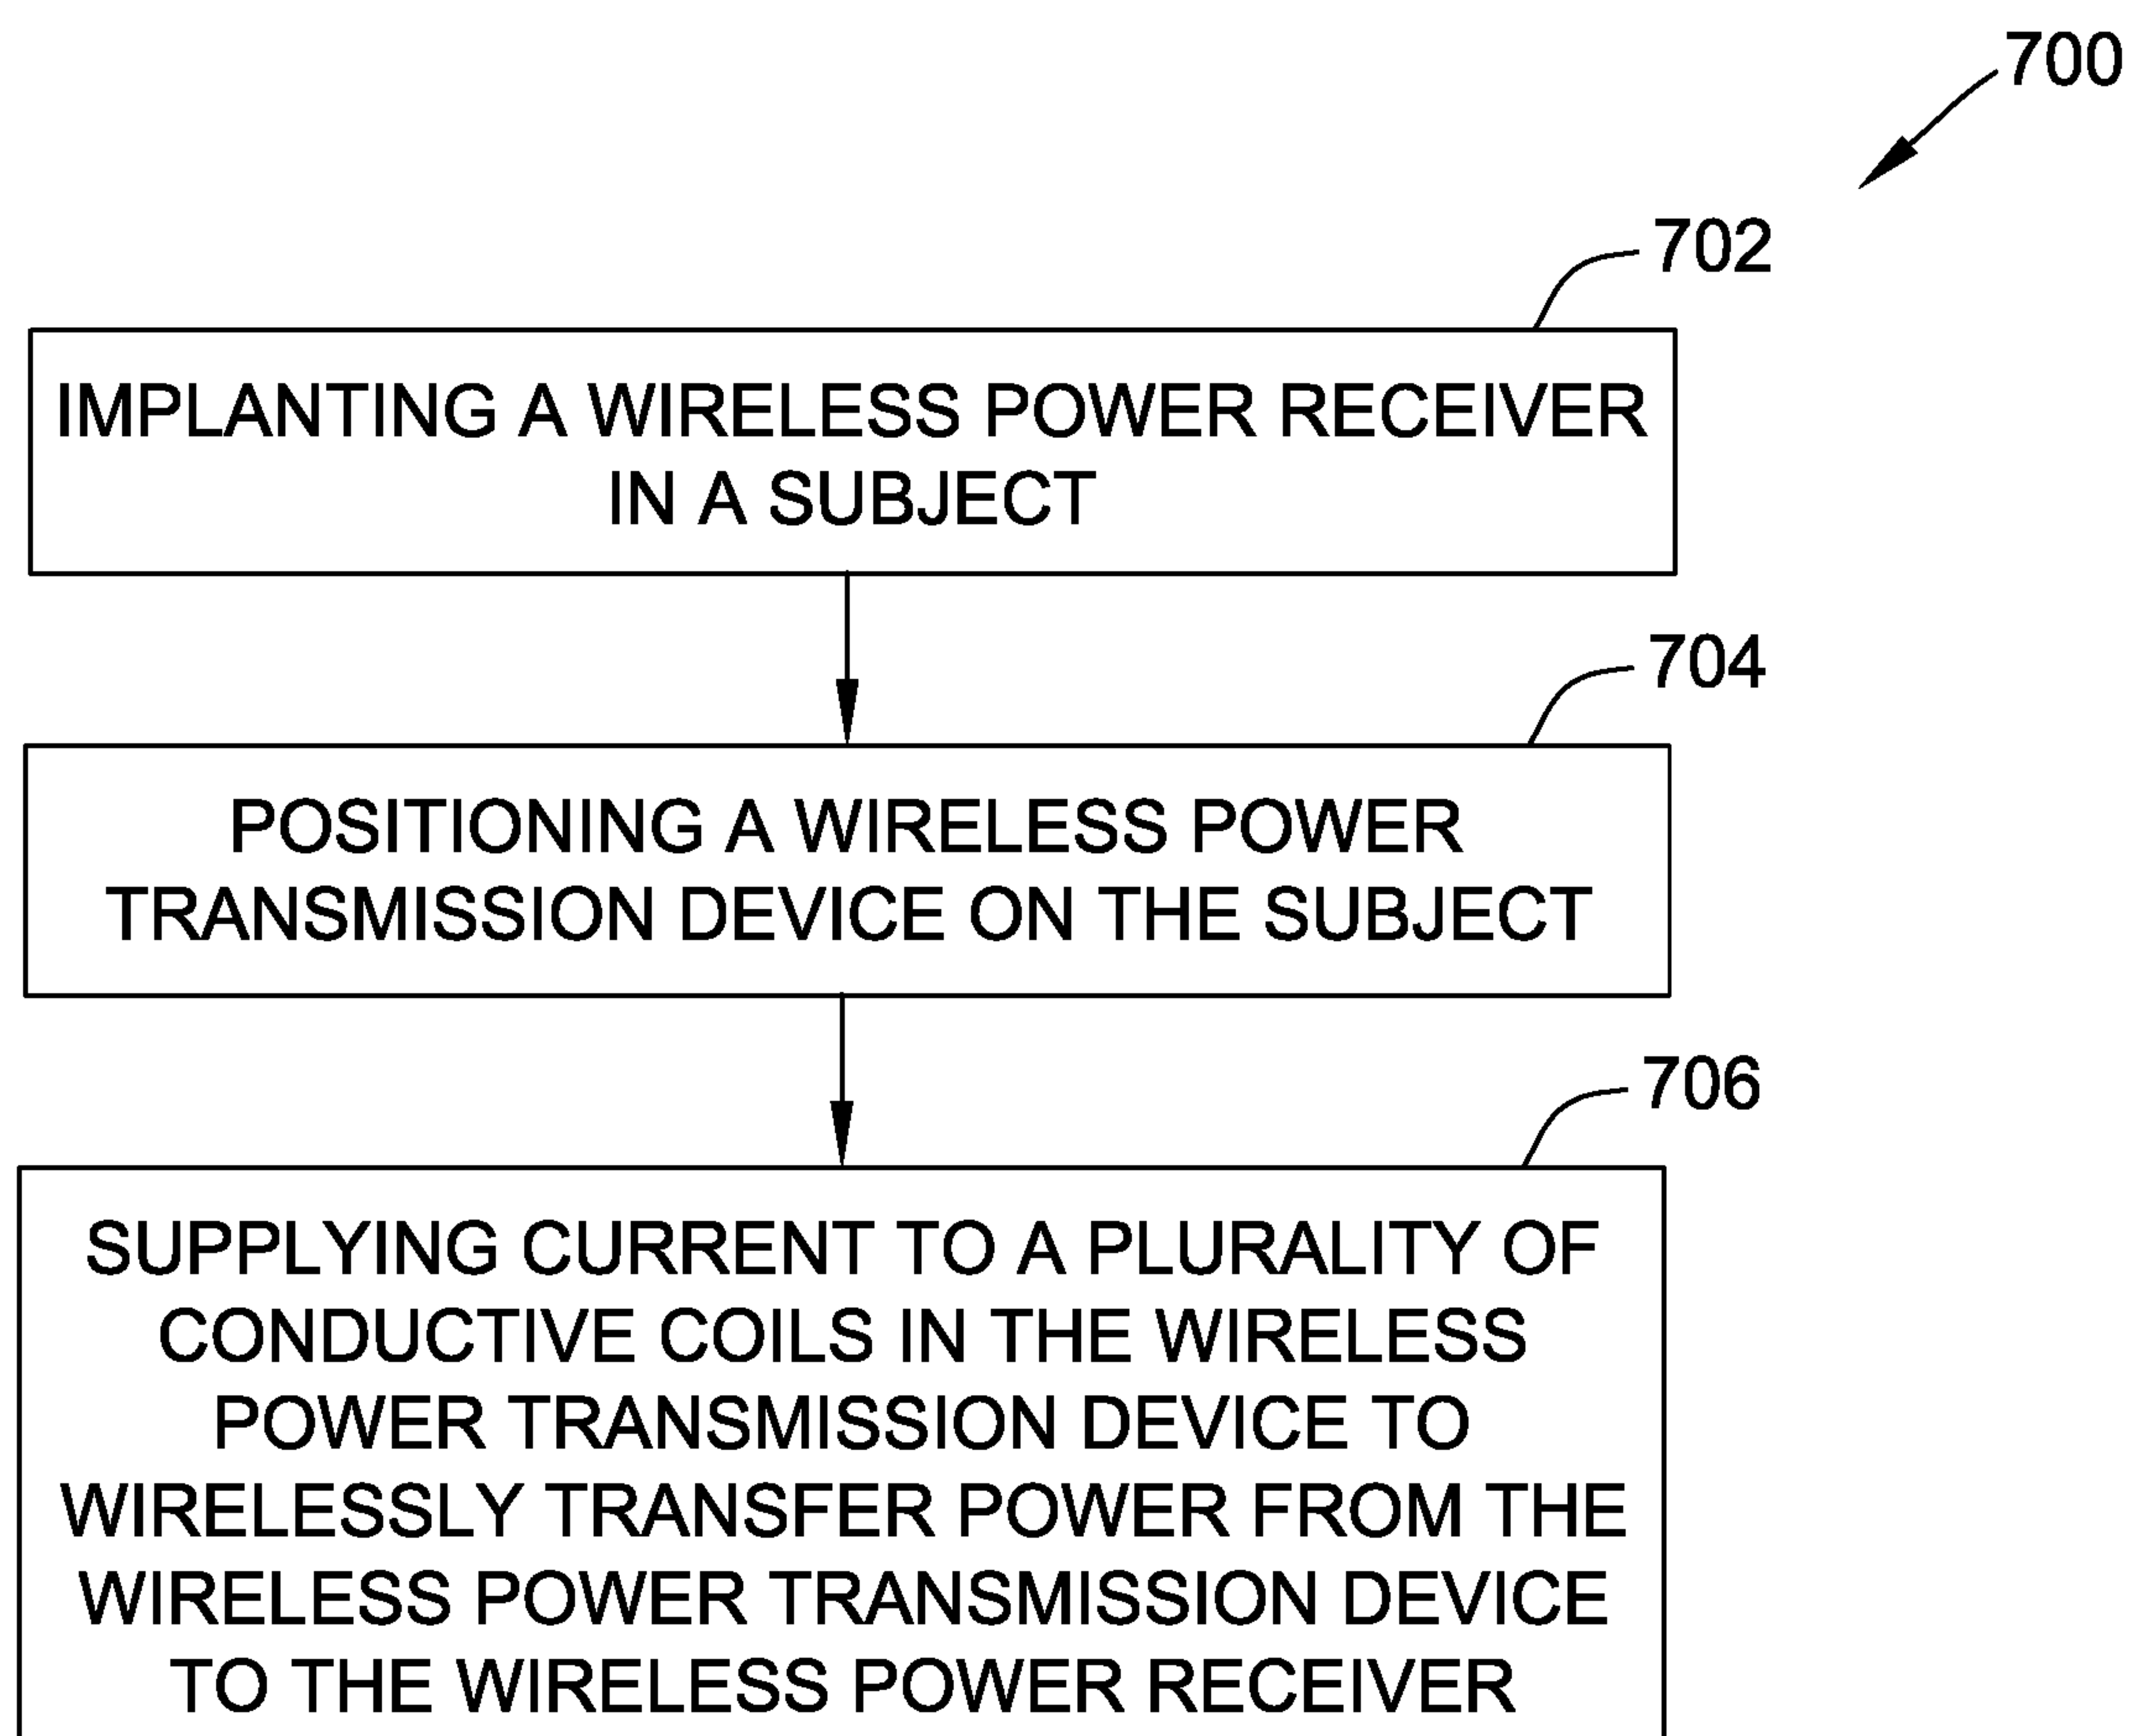 700
702
IMPLANTING A WIRELESS POWER RECEIVER
IN A SUBJECT
704
POSITIONING A WIRELESS POWER
TRANSMISSION DEVICE ON THE SUBJECT
706
SUPPLYING CURRENT TO A PLURALITY OF
CONDUCTIVE COILS IN THE WIRELESS
POWER TRANSMISSION DEVICE TO
WIRELESSLY TRANSFER POWER FROM THE
WIRELESS POWER TRANSMISSION DEVICE
TO THE WIRELESS POWER RECEIVER